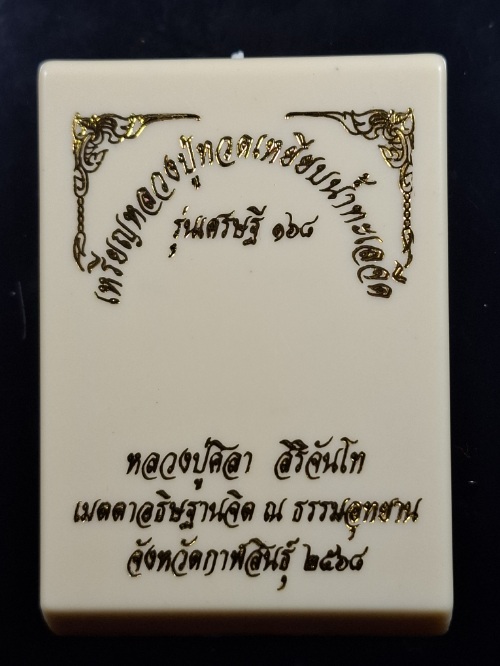 เหรียญหลวงปู่ทวดเหยียบน้ำทะเลจืด
รุ่นเศรษฐี ๑๖๘
หลวงปู่ศิลา สิริจันโท
เมตตาอธิษฐานจิต ณ ธรรมอุทยาน
จังหวัดกาฬสินธุ์ ๒๕๖๘